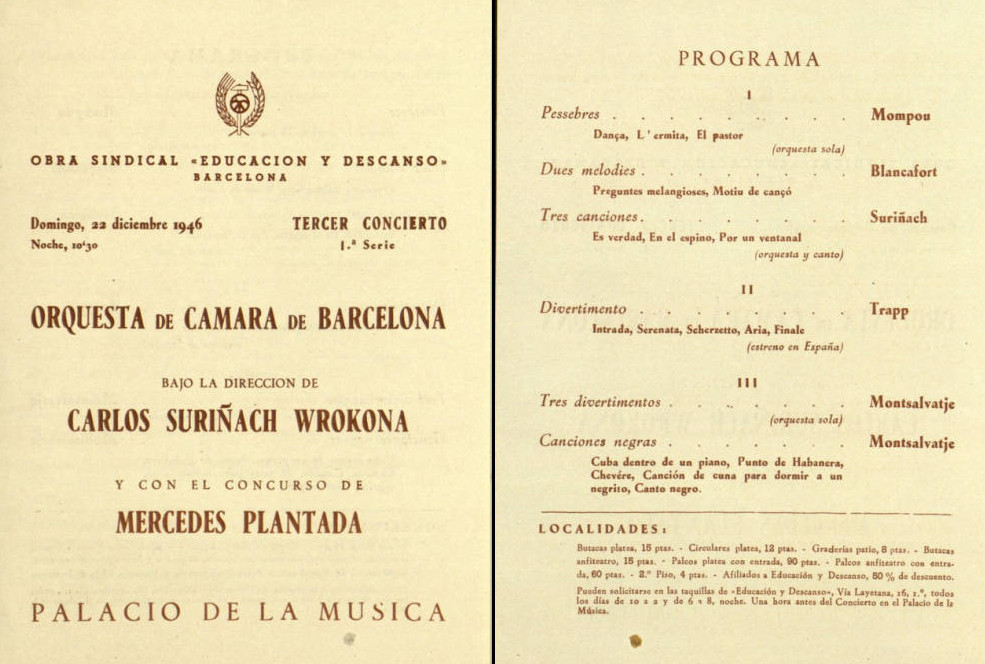 OBRA SINDICAL «EDUCACION Y DESCANSO»
BARCELONA
Domingo, 22 diciembre 1946
Noche, 10'30
TERCER CONCIERTO
1.ª Serie
ORQUESTA DE CAMARA DE BARCELONA
BAJO LA DIRECCION DE
CARLOS SURIÑACH WROKONA
Y CON EL CONCURSO DE
MERCEDES PLANTADA
PALACIO DE LA MUSICA
PROGRAMA
I
Pessebres . . . . . . . . Mompou
Dança, L'ermita, El pastor
(orquesta sola)
Dues melodies . . . . . . . Blancafort
Preguntes melangioses, Motiu de cançó
Tres canciones . . . . . . . Suriñach
Es verdad, En el espino, Por un ventanal
(orquesta y canto)
II
Divertimento . . . . . . . Trapp
Intrada, Serenata, Scherzetto, Aria, Finale
(estreno en España)
III
Tres divertimentos . . . . . . Montsalvatje
(orquesta sola)
Canciones negras . . . . . . Montsalvatje
Cuba dentro de un piano, Punto de Habanera,
Chevére, Canción de cuna para dormir a un
negrito, Canto negro.
LOCALIDADES:
Butacas platea, 15 ptas. - Circulares platea, 12 ptas. - Graderías patio, 8 ptas. - Butacas
anfiteatro, 15 ptas. - Palcos platea con entrada, 90 ptas. - Palcos anfiteatro con entra-
da, 60 ptas. - 2.º Piso, 4 ptas. - Afiliados a Educación y Descanso, 50 % de descuento.
Pueden solicitarse en las taquillas de «Educación y Descanso», Vía Layetana, 16, 1.º, todos
los días de 10 a 2 y de 6 a 8, noche. Una hora antes del Concierto en el Palacio de la
Música.